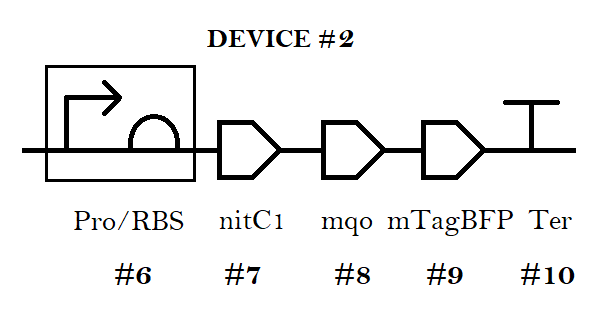 DEVICE #2
Pro/RBS nitC1 mqo mTagBFP Ter
#6 #7 #8 #9 #10